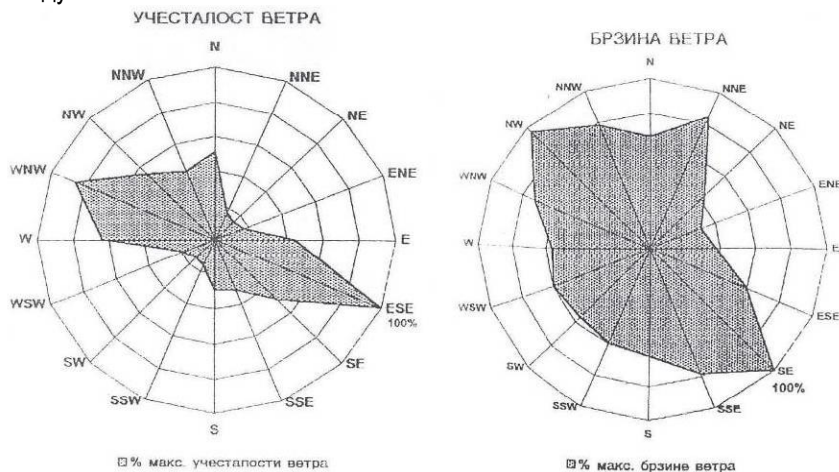 УЧЕСТАЛОСТ ВЕТРА
N
NNE
NE
ENE
E
ESE
100%
SE
SSE
S
SSW
SW
WSW
W
WNW
NW
NNW
% макс. учесталости ветра
БРЗИНА ВЕТРА
N
NNE
NE
ENE
E
ESE
SE
100%
SSE
S
SSW
SW
WSW
W
WNW
NW
NNW
% макс. брзине ветра